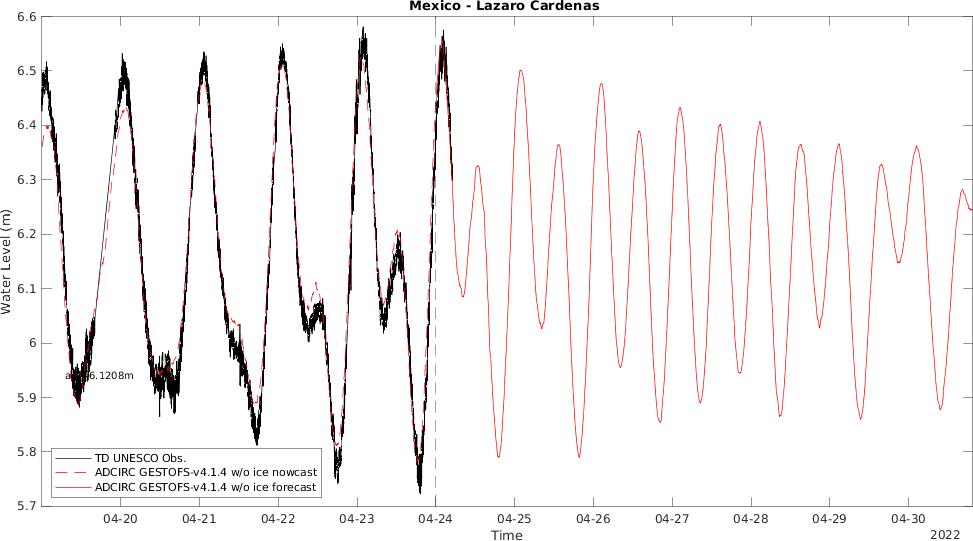 Mexico - Lazaro Cardenas
6.6
6.5
6.4
6.3
6.2
6.1
6
5.9
5.8
5.7
Water Level (m)
6.1208m
TD UNESCO Obs.
ADCIRC GESTOFS-v4.1.4 w/o ice nowcast
ADCIRC GESTOFS-v4.1.4 w/o ice forecast
04-20 04-21 04-22 04-23 04-24 04-25 04-26 04-27 04-28 04-29 04-30
Time
2022